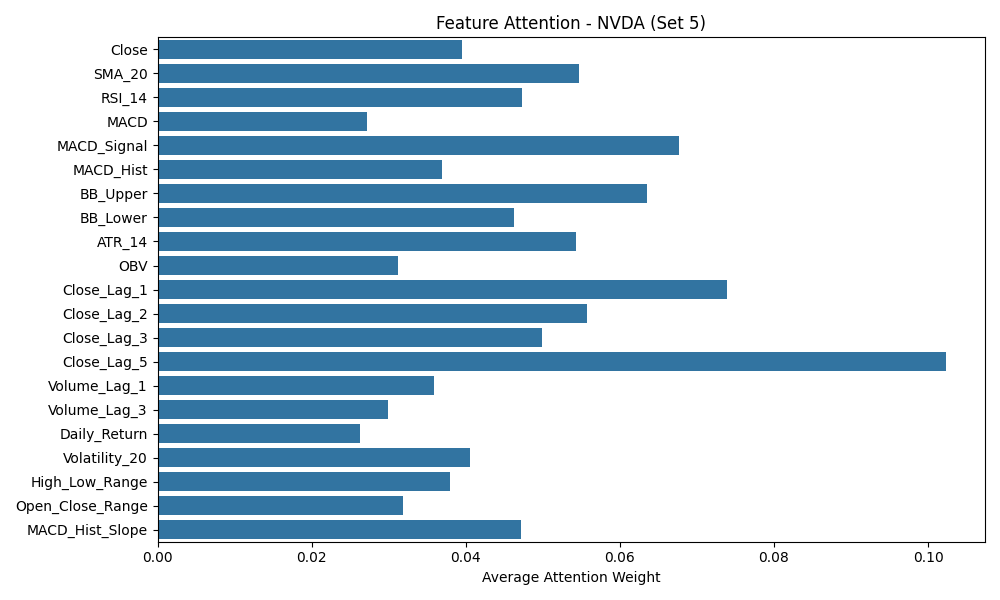 Feature Attention - NVDA (Set 5)
Close
SMA_20
RSI_14
MACD
MACD_Signal
MACD_Hist
BB_Upper
BB_Lower
ATR_14
OBV
Close_Lag_1
Close_Lag_2
Close_Lag_3
Close_Lag_5
Volume_Lag_1
Volume_Lag_3
Daily_Return
Volatility_20
High_Low_Range
Open_Close_Range
MACD_Hist_Slope
0.00 0.02 0.04 0.06 0.08 0.10
Average Attention Weight